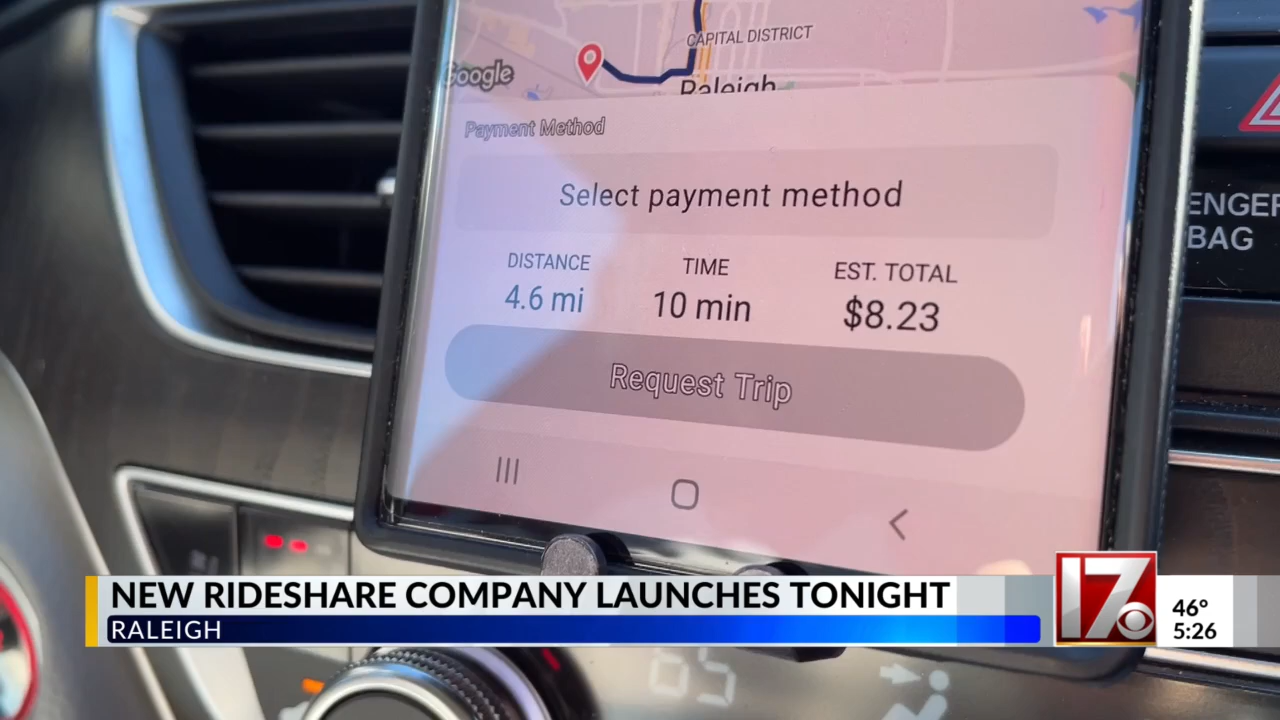 CAPITAL DISTRICT
Google
Raleigh
Payment Method
Select payment method
DISTANCE TIME EST. TOTAL
4.6 mi 10 min $8.23
Request Trip
ENGER
BAG
NEW RIDESHARE COMPANY LAUNCHES TONIGHT
RALEIGH
17
46°
5:26
65